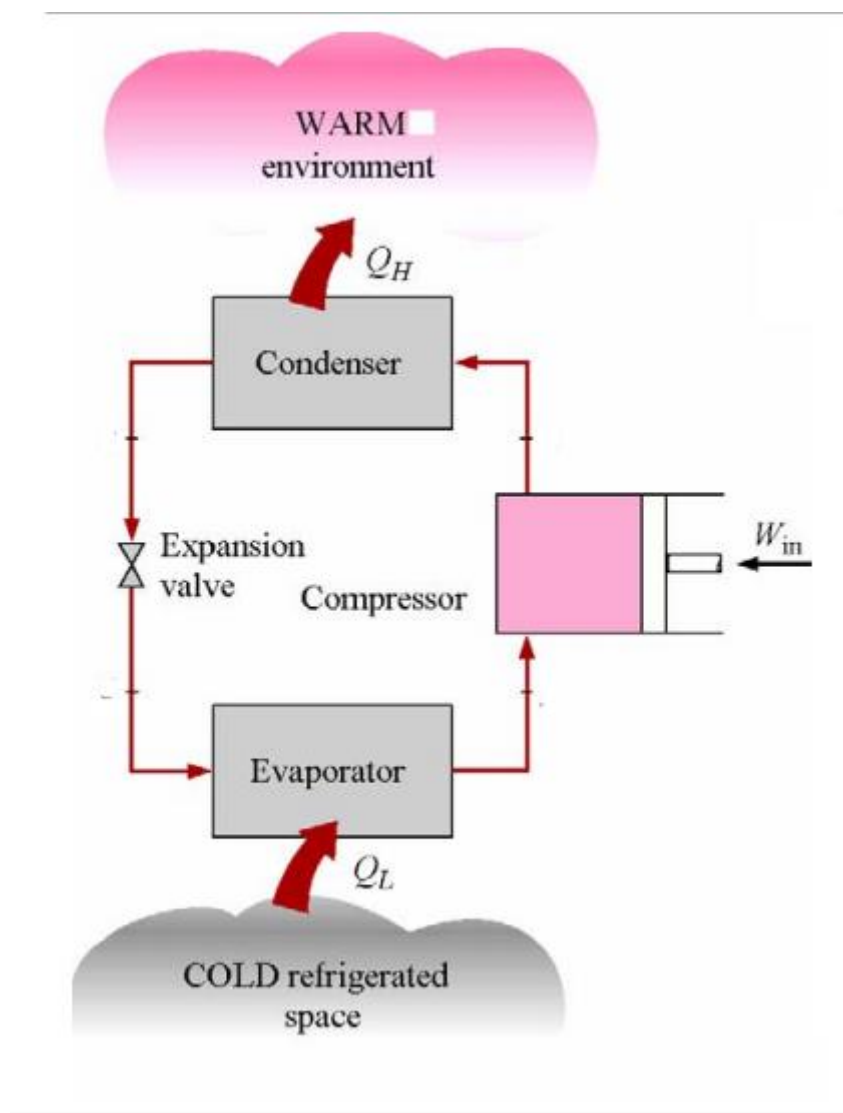 WARM
environment
Q_H
Condenser
Expansion
valve
W_in
Compressor
Evaporator
Q_L
COLD refrigerated
space